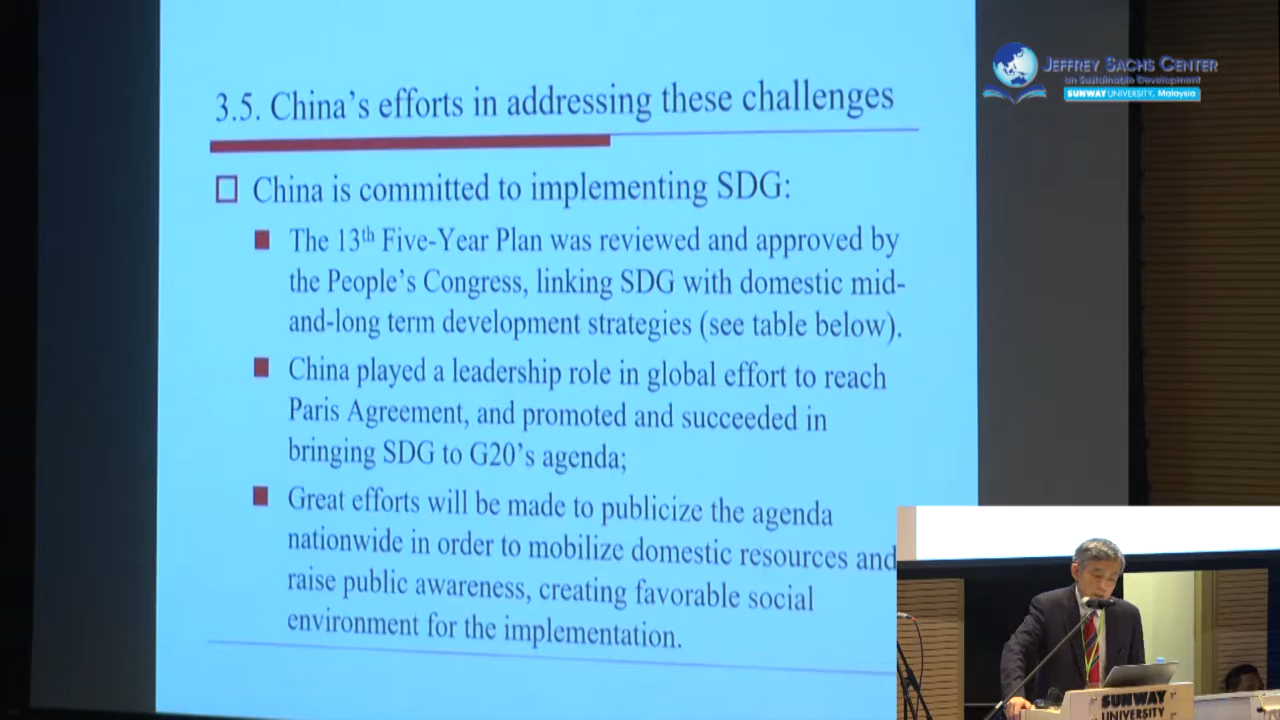 3.5. China's efforts in addressing these challenges
China is committed to implementing SDG:
The 13th Five-Year Plan was reviewed and approved by
the People's Congress, linking SDG with domestic mid-
and-long term development strategies (see table below).
China played a leadership role in global effort to reach
Paris Agreement, and promoted and succeeded in
bringing SDG to G20's agenda;
Great efforts will be made to publicize the agenda
nationwide in order to mobilize domestic resources and
raise public awareness, creating favorable social
environment for the implementation.
JEFFREY SACHS CENTER
on Sustainable Development
SUNWAY UNIVERSITY, Malaysia
SUNWAY
UNIVERSITY